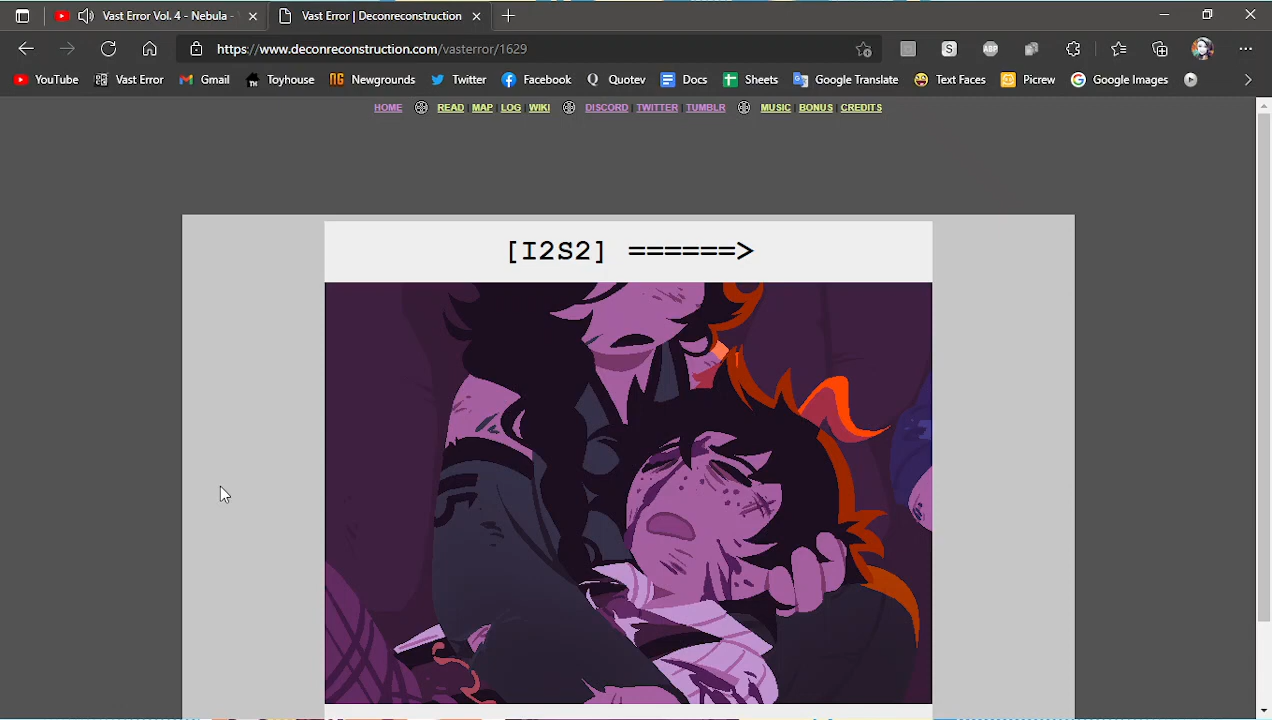 Vast Error Vol. 4 - Nebula -
Vast Error | Deconreconstruction
https://www.deconreconstruction.com/vasterror/1629
S
ABP
YouTube Vast Error Gmail Toyhouse Newgrounds Twitter Facebook Quotev Docs Sheets Google Translate Text Faces Picrew Google Images
HOME READ MAP LOG WIKI DISCORD | TWITTER | TUMBLR MUSIC | BONUS | CREDITS
[I2S2] ======>